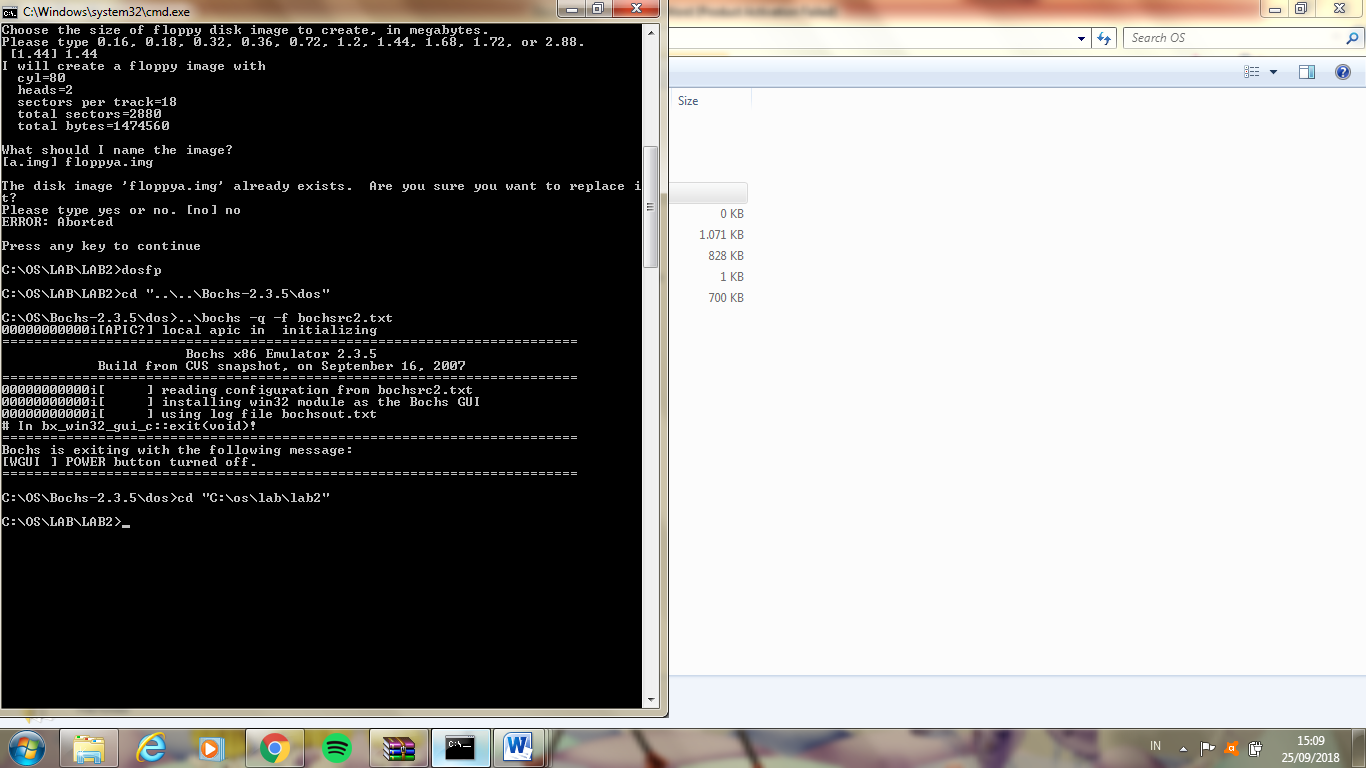 C:\Windows\system32\cmd.exe
Choose the size of floppy disk image to create, in megabytes.
Please type 0.16, 0.18, 0.32, 0.36, 0.72, 1.2, 1.44, 1.68, 1.72, or 2.88.
[1.44] 1.44
I will create a floppy image with
cyl=80
heads=2
sectors per track=18
total sectors=2880
total bytes=1474560
What should I name the image?
[a.img] floppya.img
The disk image 'floppya.img' already exists.  Are you sure you want to replace i
t?
Please type yes or no. [no] no
ERROR: Aborted
Press any key to continue
C:\OS\LAB\LAB2>dosfp
C:\OS\LAB\LAB2>cd "..\..\Bochs-2.3.5\dos"
C:\OS\Bochs-2.3.5\dos>..\bochs -q -f bochsrc2.txt
00000000000i[APIC?] local apic in  initializing
========================================================================
Bochs x86 Emulator 2.3.5
Build from CVS snapshot, on September 16, 2007
========================================================================
00000000000i[     ] reading configuration from bochsrc2.txt
00000000000i[     ] installing win32 module as the Bochs GUI
00000000000i[     ] using log file bochsout.txt
# In bx_win32_gui_c::exit(void)!
========================================================================
Bochs is exiting with the following message:
[WGUI ] POWER button turned off.
========================================================================
C:\OS\Bochs-2.3.5\dos>cd "C:\os\lab\lab2"
C:\OS\LAB\LAB2>_
(Product Activation Failed)
Search OS
Size
0 KB
1.071 KB
828 KB
1 KB
700 KB
IN
15:09
25/09/2018